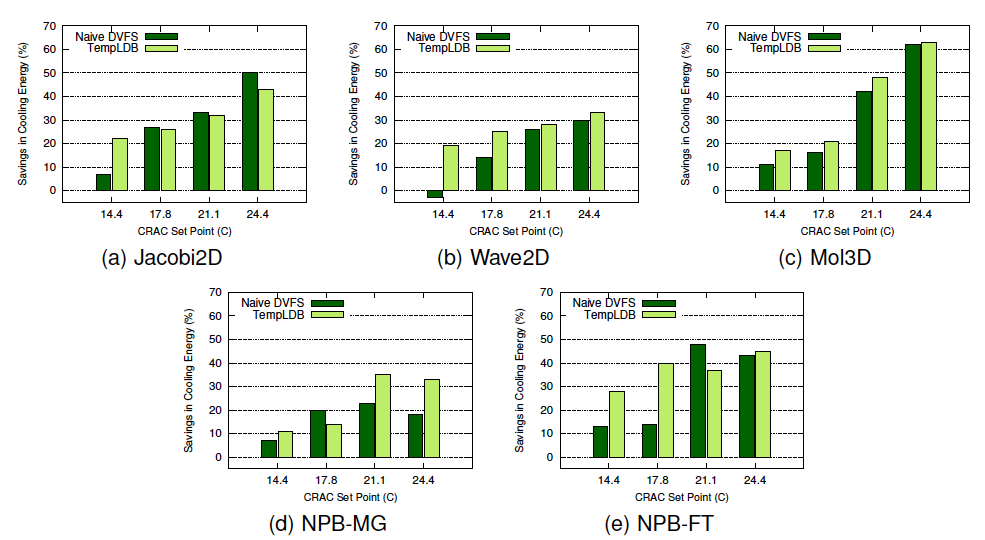 70
60
50
40
30
20
10
0
Savings in Cooling Energy (%)
Naive DVFS
TempLDB
14.4 17.8 21.1 24.4
CRAC Set Point (C)
(a) Jacobi2D
70
60
50
40
30
20
10
0
Savings in Cooling Energy (%)
Naive DVFS
TempLDB
14.4 17.8 21.1 24.4
CRAC Set Point (C)
(b) Wave2D
70
60
50
40
30
20
10
0
Savings in Cooling Energy (%)
Naive DVFS
TempLDB
14.4 17.8 21.1 24.4
CRAC Set Point (C)
(c) Mol3D
70
60
50
40
30
20
10
0
Savings in Cooling Energy (%)
Naive DVFS
TempLDB
14.4 17.8 21.1 24.4
CRAC Set Point (C)
(d) NPB-MG
70
60
50
40
30
20
10
0
Savings in Cooling Energy (%)
Naive DVFS
TempLDB
14.4 17.8 21.1 24.4
CRAC Set Point (C)
(e) NPB-FT